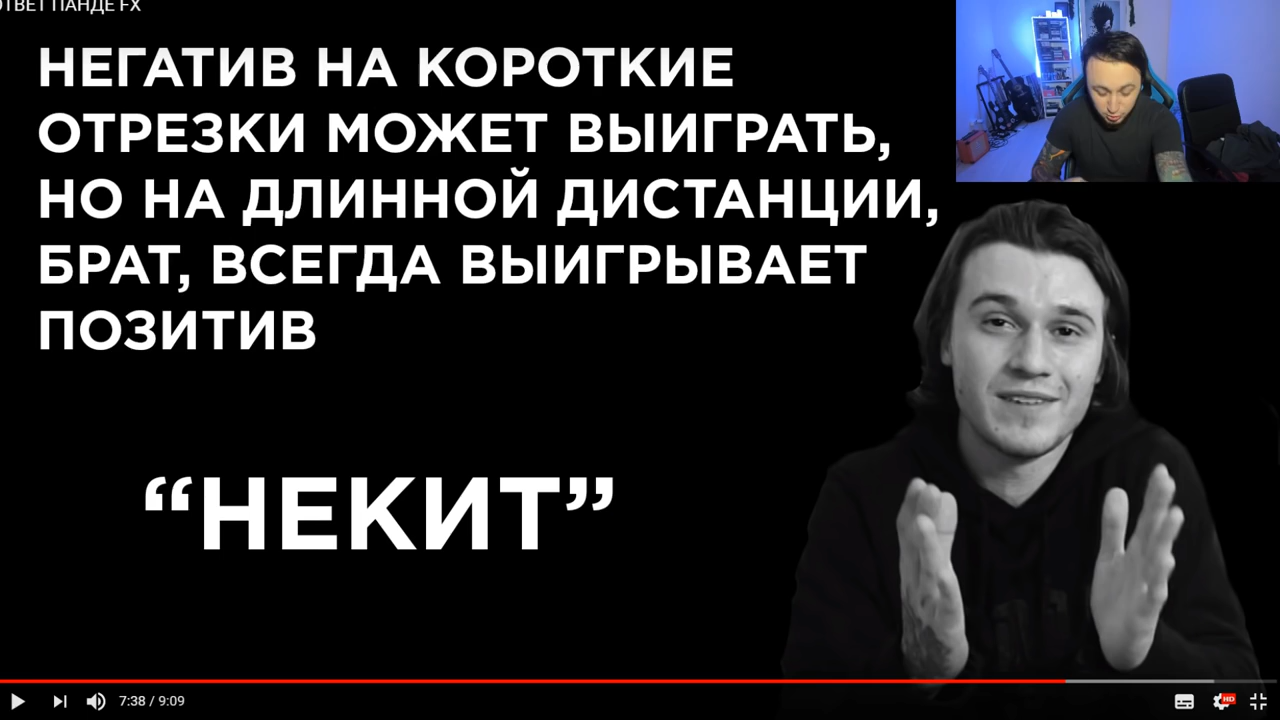 ОТВЕТ ПАНДЕ FX
НЕГАТИВ НА КОРОТКИЕ
ОТРЕЗКИ МОЖЕТ ВЫИГРАТЬ,
НО НА ДЛИННОЙ ДИСТАНЦИИ,
БРАТ, ВСЕГДА ВЫИГРЫВАЕТ
ПОЗИТИВ
“НЕКИТ”
7:38 / 9:09
HD